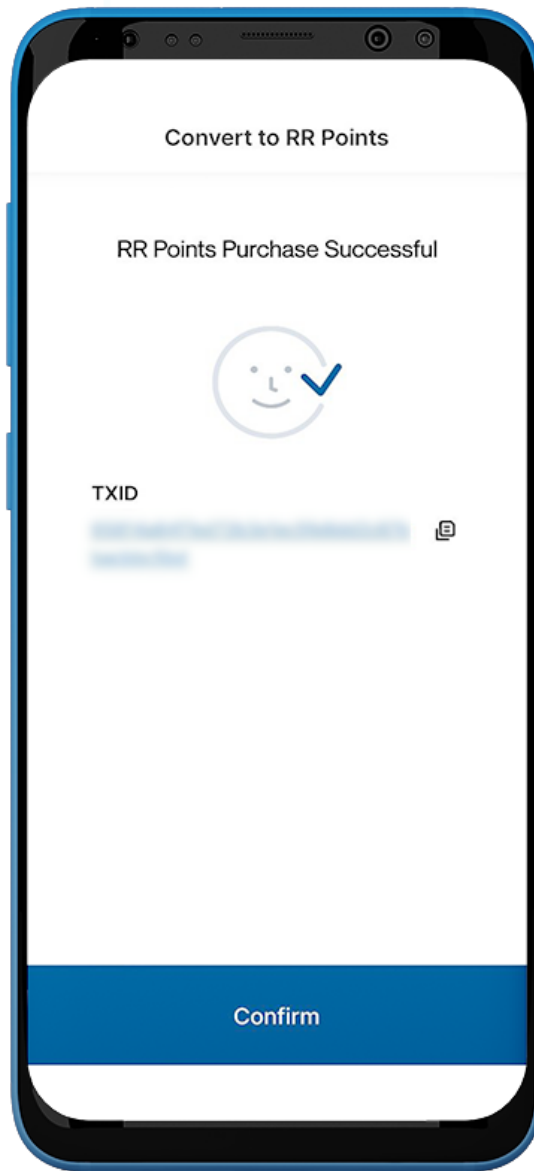 Convert to RR Points
RR Points Purchase Successful
TXID
Confirm